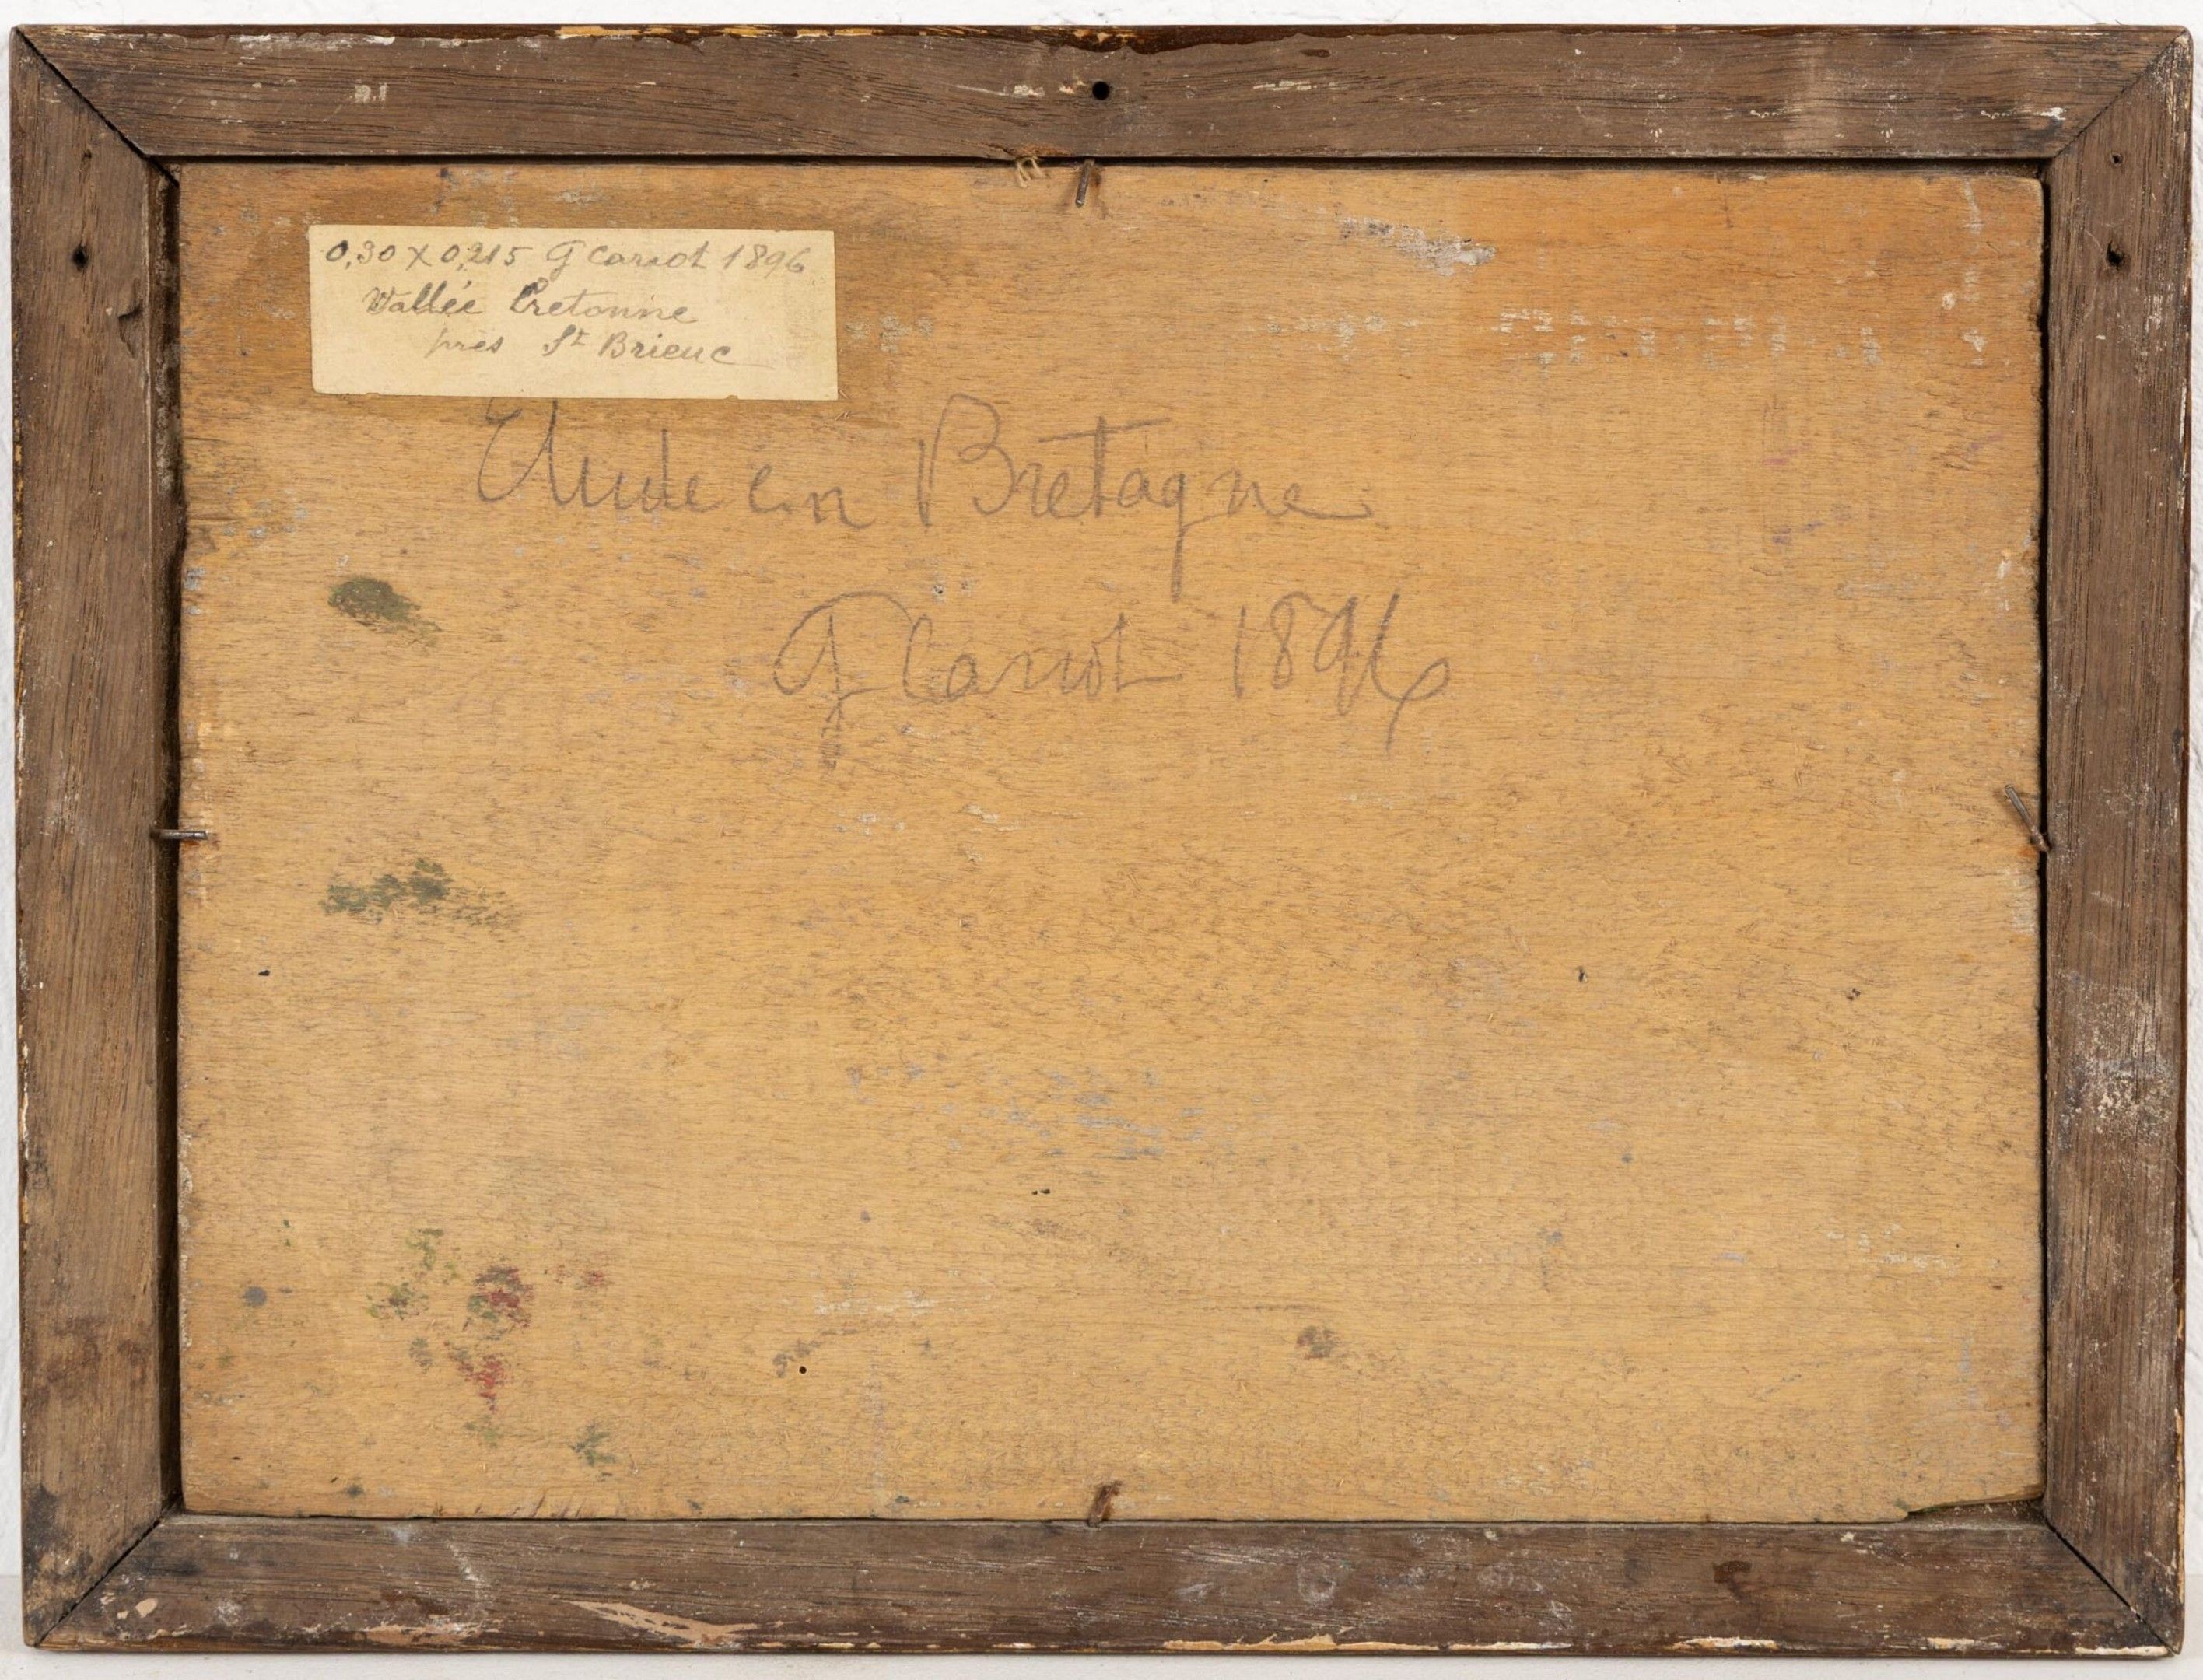 0,30 X 0,215 G Cariot 1896
Vallée bretonne
près St Brieuc
Etude en Bretagne
G Cariot 1896